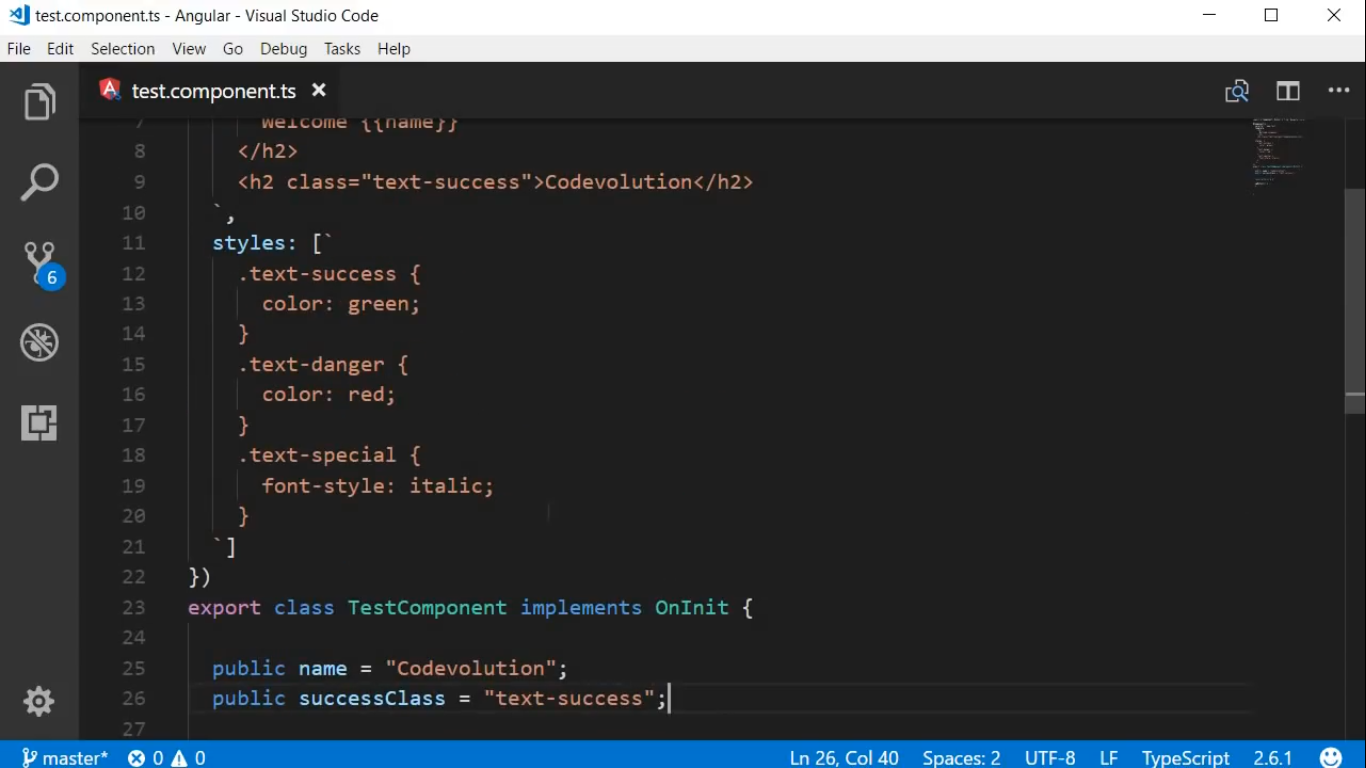 test.component.ts - Angular - Visual Studio Code
File Edit Selection View Go Debug Tasks Help
test.component.ts
7 Welcome {{name}}
8 </h2>
9 <h2 class="text-success">Codevolution</h2>
10 `,
11 styles: [`
12 .text-success {
13 color: green;
14 }
15 .text-danger {
16 color: red;
17 }
18 .text-special {
19 font-style: italic;
20 }
21 `]
22 })
23 export class TestComponent implements OnInit {
24
25 public name = "Codevolution";
26 public successClass = "text-success";
27
6
master* 0 0 Ln 26, Col 40 Spaces: 2 UTF-8 LF TypeScript 2.6.1